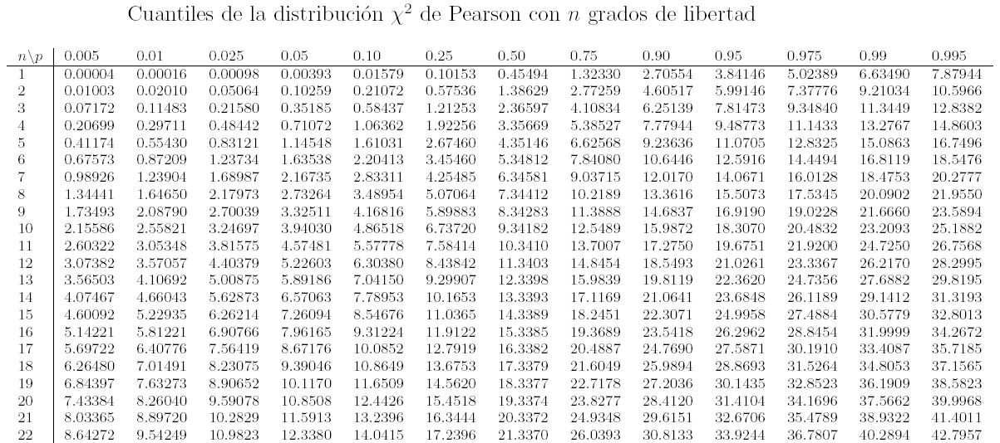 Cuantiles de la distribución χ² de Pearson con n grados de libertad
n\p 0.005 0.01 0.025 0.05 0.10 0.25 0.50 0.75 0.90 0.95 0.975 0.99 0.995
1 0.00004 0.00016 0.00098 0.00393 0.01579 0.10153 0.45494 1.32330 2.70554 3.84146 5.02389 6.63490 7.87944
2 0.01003 0.02010 0.05064 0.10259 0.21072 0.57536 1.38629 2.77259 4.60517 5.99146 7.37776 9.21034 10.5966
3 0.07172 0.11483 0.21580 0.35185 0.58437 1.21253 2.36597 4.10834 6.25139 7.81473 9.34840 11.3449 12.8382
4 0.20699 0.29711 0.48442 0.71072 1.06362 1.92256 3.35669 5.38527 7.77944 9.48773 11.1433 13.2767 14.8603
5 0.41174 0.55430 0.83121 1.14548 1.61031 2.67460 4.35146 6.62568 9.23636 11.0705 12.8325 15.0863 16.7496
6 0.67573 0.87209 1.23734 1.63538 2.20413 3.45460 5.34812 7.84080 10.6446 12.5916 14.4494 16.8119 18.5476
7 0.98926 1.23904 1.68987 2.16735 2.83311 4.25485 6.34581 9.03715 12.0170 14.0671 16.0128 18.4753 20.2777
8 1.34441 1.64650 2.17973 2.73264 3.48954 5.07064 7.34412 10.2189 13.3616 15.5073 17.5345 20.0902 21.9550
9 1.73493 2.08790 2.70039 3.32511 4.16816 5.89883 8.34283 11.3888 14.6837 16.9190 19.0228 21.6660 23.5894
10 2.15586 2.55821 3.24697 3.94030 4.86518 6.73720 9.34182 12.5489 15.9872 18.3070 20.4832 23.2093 25.1882
11 2.60322 3.05348 3.81575 4.57481 5.57778 7.58414 10.3410 13.7007 17.2750 19.6751 21.9200 24.7250 26.7568
12 3.07382 3.57057 4.40379 5.22603 6.30380 8.43842 11.3403 14.8454 18.5493 21.0261 23.3367 26.2170 28.2995
13 3.56503 4.10692 5.00875 5.89186 7.04150 9.29907 12.3398 15.9839 19.8119 22.3620 24.7356 27.6882 29.8195
14 4.07467 4.66043 5.62873 6.57063 7.78953 10.1653 13.3393 17.1169 21.0641 23.6848 26.1189 29.1412 31.3193
15 4.60092 5.22935 6.26214 7.26094 8.54676 11.0365 14.3389 18.2451 22.3071 24.9958 27.4884 30.5779 32.8013
16 5.14221 5.81221 6.90766 7.96165 9.31224 11.9122 15.3385 19.3689 23.5418 26.2962 28.8454 31.9999 34.2672
17 5.69722 6.40776 7.56419 8.67176 10.0852 12.7919 16.3382 20.4887 24.7690 27.5871 30.1910 33.4087 35.7185
18 6.26480 7.01491 8.23075 9.39046 10.8649 13.6753 17.3379 21.6049 25.9894 28.8693 31.5264 34.8053 37.1565
19 6.84397 7.63273 8.90652 10.1170 11.6509 14.5620 18.3377 22.7178 27.2036 30.1435 32.8523 36.1909 38.5823
20 7.43384 8.26040 9.59078 10.8508 12.4426 15.4518 19.3374 23.8277 28.4120 31.4104 34.1696 37.5662 39.9968
21 8.03365 8.89720 10.2829 11.5913 13.2396 16.3444 20.3372 24.9348 29.6151 32.6706 35.4789 38.9322 41.4011
22 8.64272 9.54249 10.9823 12.3380 14.0415 17.2396 21.3370 26.0393 30.8133 33.9244 36.7807 40.2894 42.7957